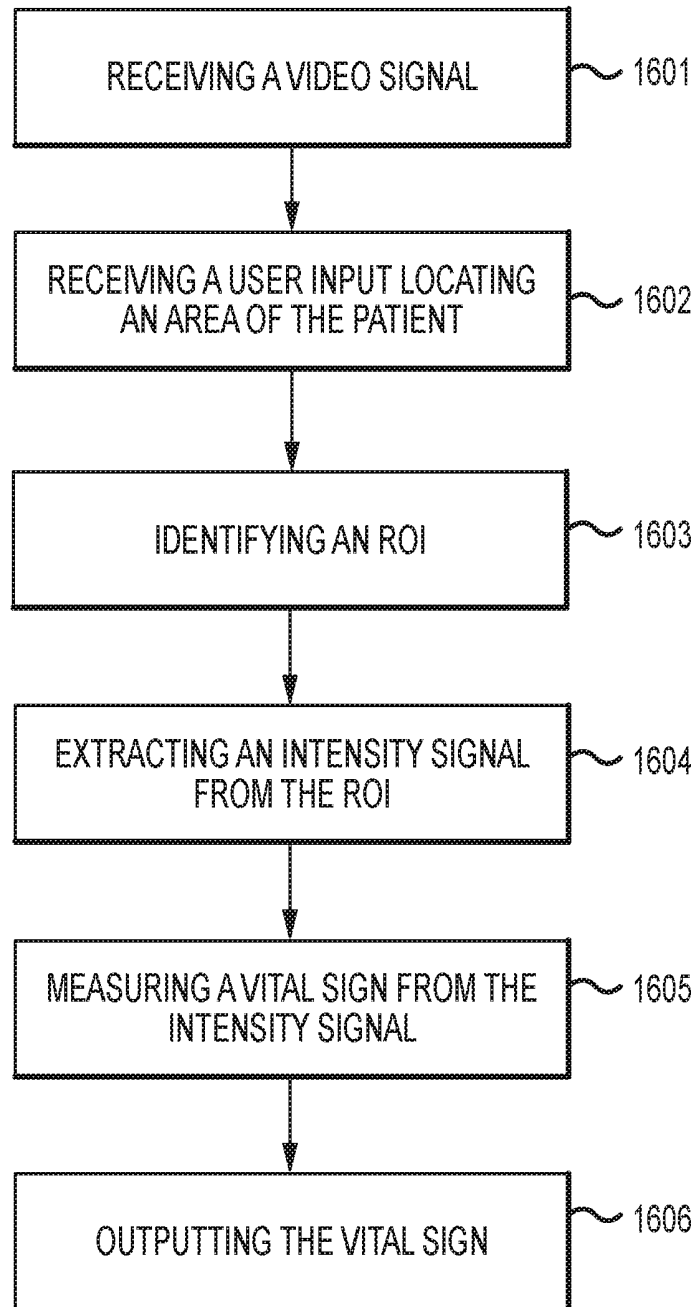 RECEIVING A VIDEO SIGNAL
1601
RECEIVING A USER INPUT LOCATING
AN AREA OF THE PATIENT
1602
IDENTIFYING AN ROI
1603
EXTRACTING AN INTENSITY SIGNAL
FROM THE ROI
1604
MEASURING A VITAL SIGN FROM THE
INTENSITY SIGNAL
1605
OUTPUTTING THE VITAL SIGN
1606